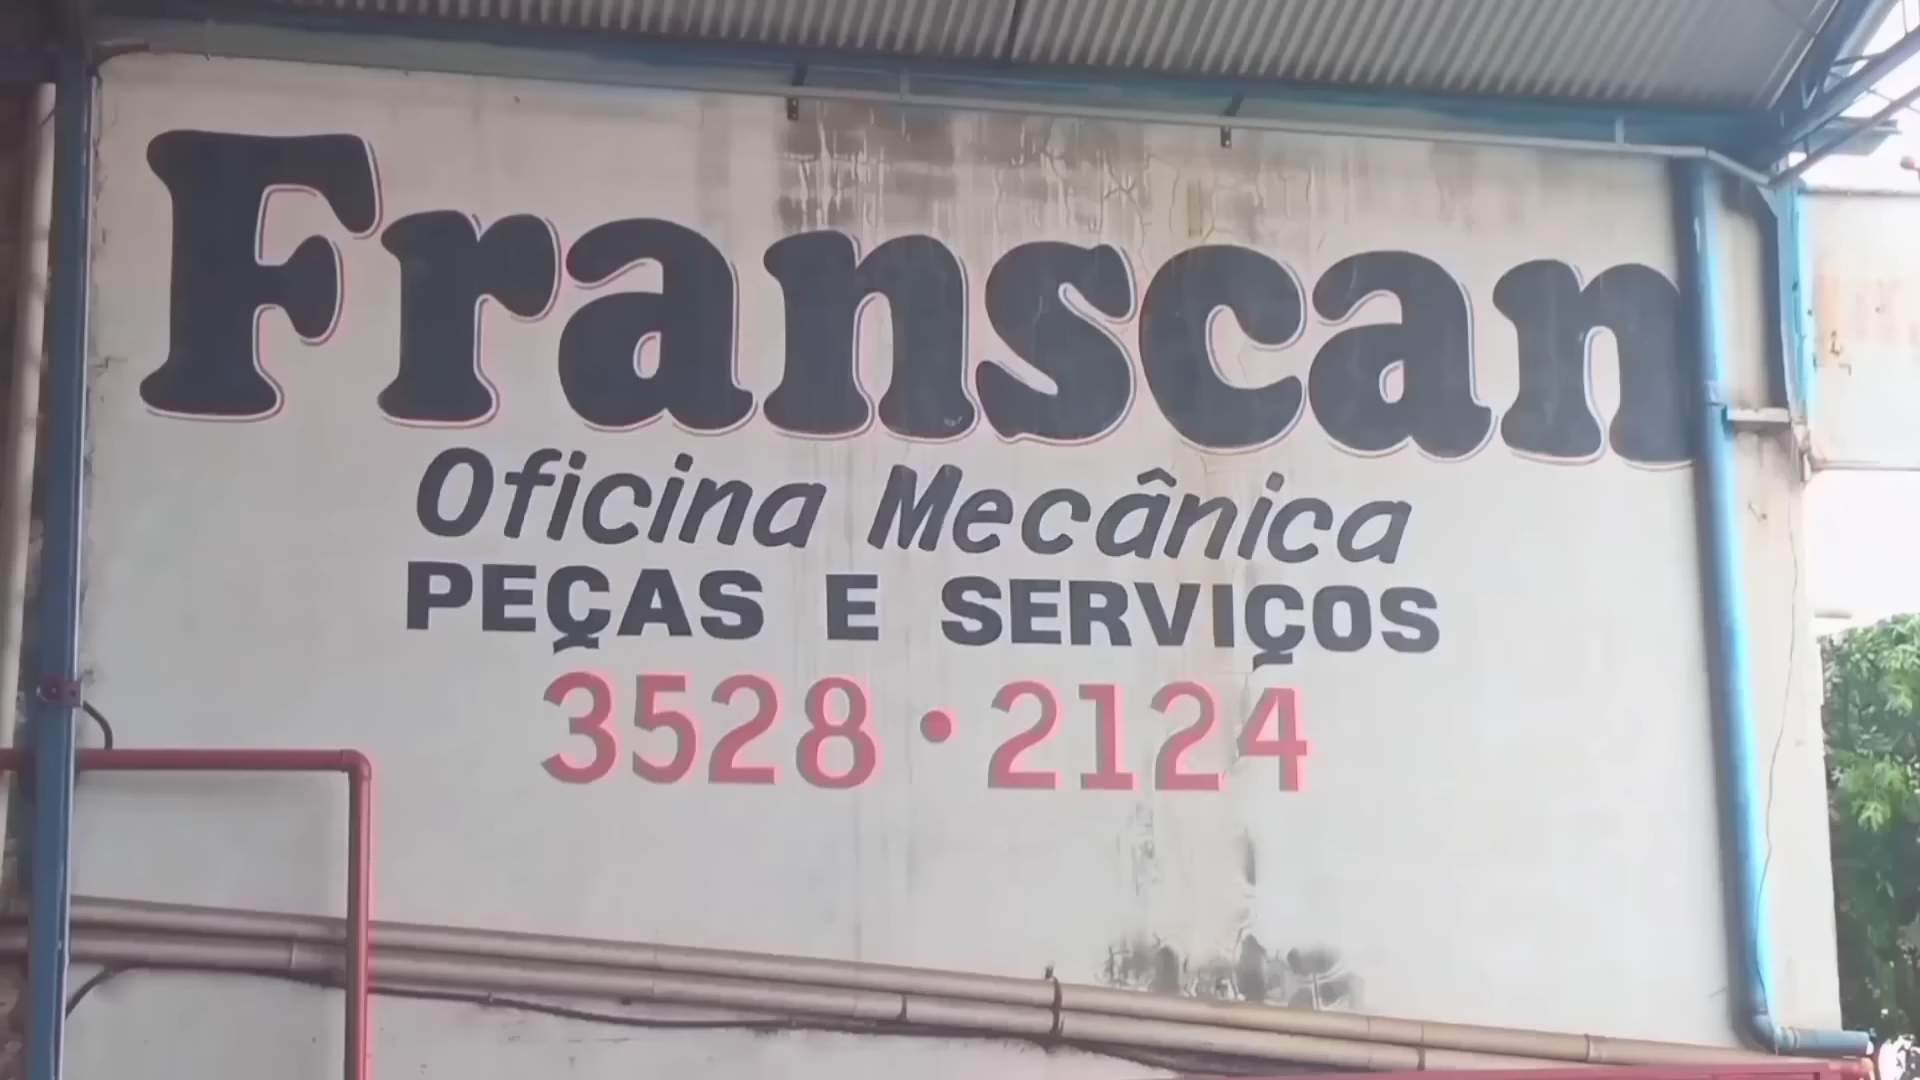 Franscan
Oficina Mecânica
PEÇAS E SERVIÇOS
3528 • 2124